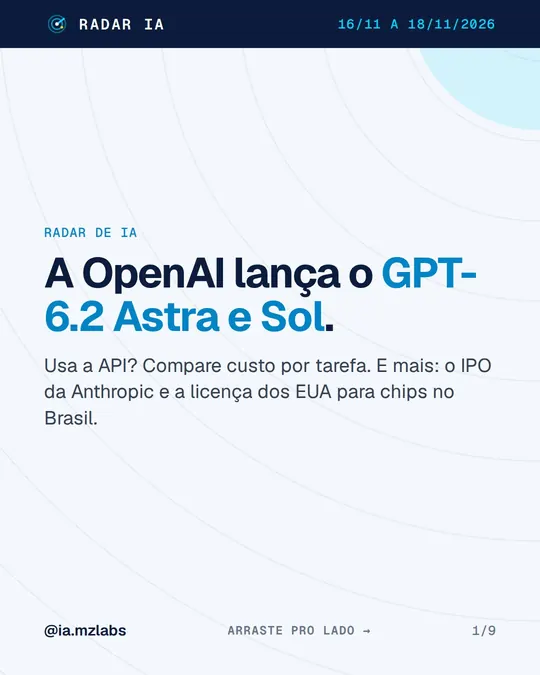 RADAR IA
16/11 A 18/11/2026
RADAR DE IA
A OpenAI lança o GPT-
6.2 Astra e Sol.
Usa a API? Compare custo por tarefa. E mais: o IPO
da Anthropic e a licença dos EUA para chips no
Brasil.
@ia.mzlabs
ARRASTE PRO LADO →
1/9